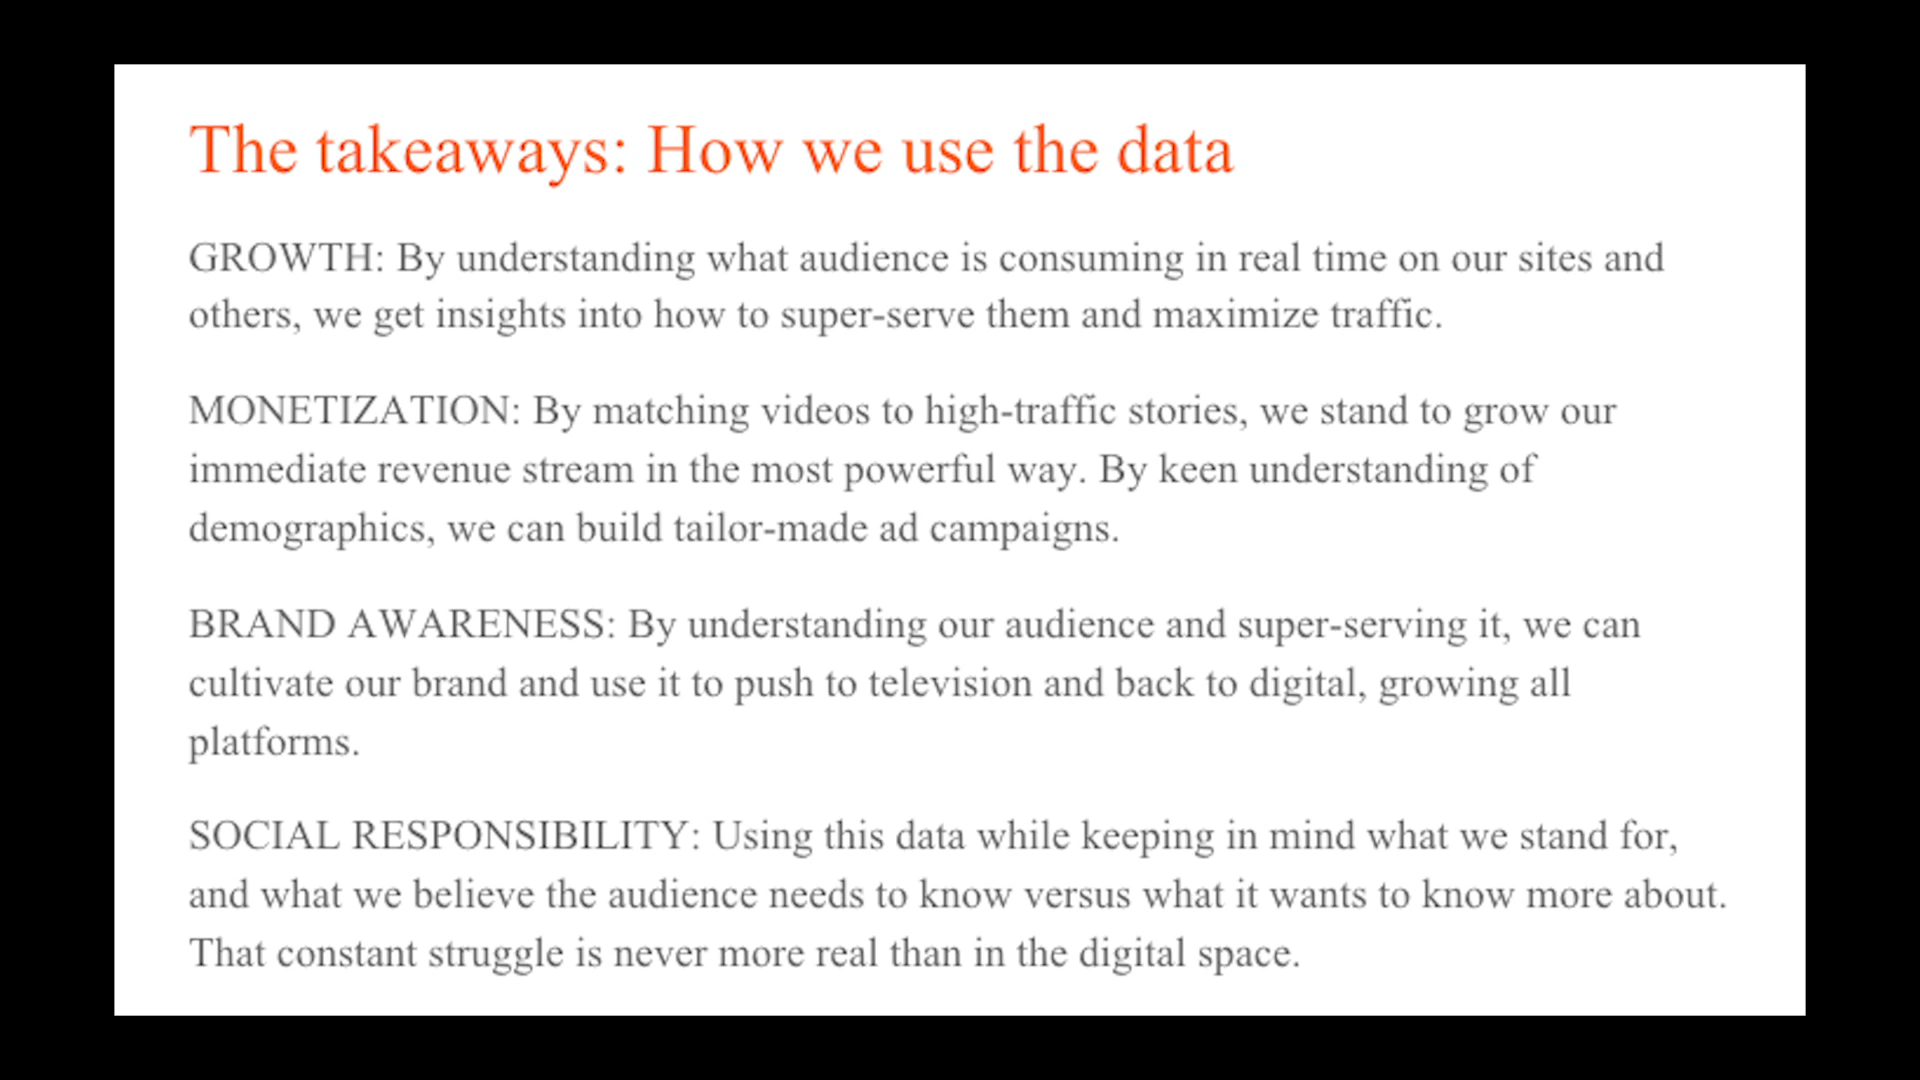 The takeaways: How we use the data
GROWTH: By understanding what audience is consuming in real time on our sites and
others, we get insights into how to super-serve them and maximize traffic.
MONETIZATION: By matching videos to high-traffic stories, we stand to grow our
immediate revenue stream in the most powerful way. By keen understanding of
demographics, we can build tailor-made ad campaigns.
BRAND AWARENESS: By understanding our audience and super-serving it, we can
cultivate our brand and use it to push to television and back to digital, growing all
platforms.
SOCIAL RESPONSIBILITY: Using this data while keeping in mind what we stand for,
and what we believe the audience needs to know versus what it wants to know more about.
That constant struggle is never more real than in the digital space.